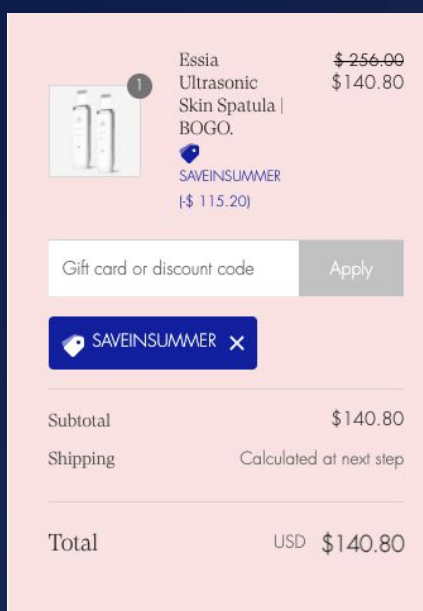 1
Essia
Ultrasonic
Skin Spatula |
BOGO.
SAVEINSUMMER
(-$ 115.20)
$ 256.00
$140.80
Gift card or discount code
Apply
SAVEINSUMMER ×
Subtotal $140.80
Shipping Calculated at next step
Total USD $140.80